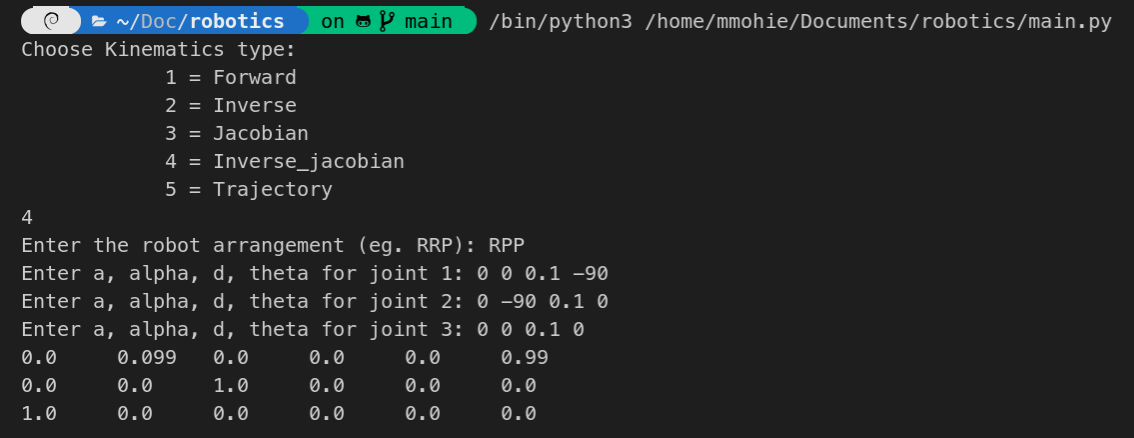 ~/Doc/robotics on main /bin/python3 /home/mmohie/Documents/robotics/main.py
Choose Kinematics type:
            1 = Forward
            2 = Inverse
            3 = Jacobian
            4 = Inverse_jacobian
            5 = Trajectory
4
Enter the robot arrangement (eg. RRP): RPP
Enter a, alpha, d, theta for joint 1: 0 0 0.1 -90
Enter a, alpha, d, theta for joint 2: 0 -90 0.1 0
Enter a, alpha, d, theta for joint 3: 0 0 0.1 0
0.0     0.099   0.0     0.0     0.0     0.99
0.0     0.0     1.0     0.0     0.0     0.0
1.0     0.0     0.0     0.0     0.0     0.0